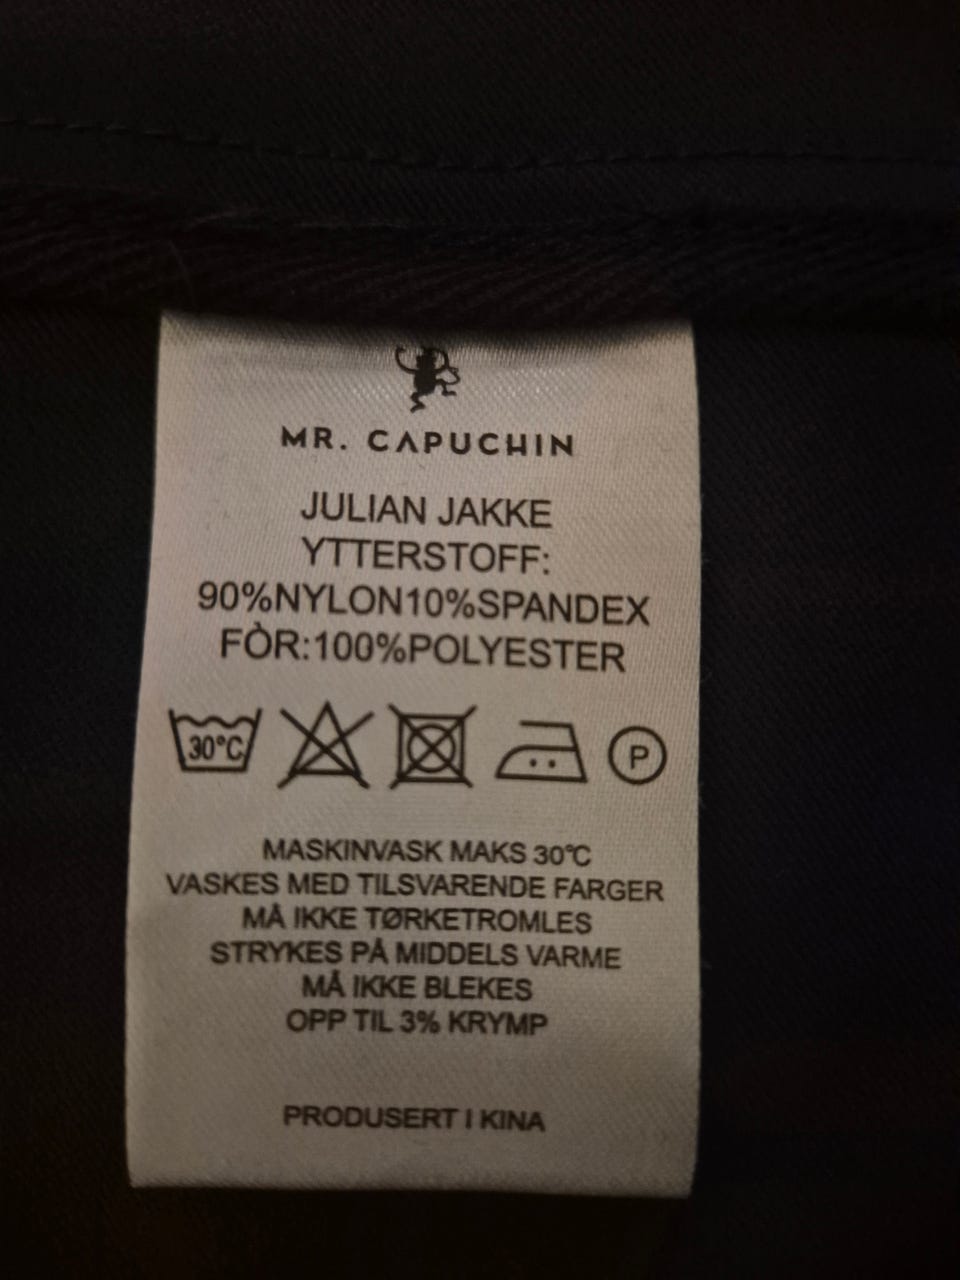 MR. CAPUCHIN
JULIAN JAKKE
YTTERSTOFF:
90%NYLON10%SPANDEX
FÒR:100%POLYESTER
30°C P
MASKINVASK MAKS 30°C
VASKES MED TILSVARENDE FARGER
MÅ IKKE TØRKETROMLES
STRYKES PÅ MIDDELS VARME
MÅ IKKE BLEKES
OPP TIL 3% KRYMP
PRODUSERT I KINA